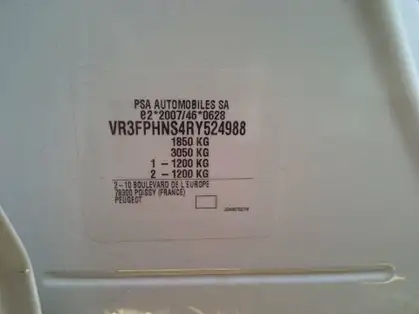 PSA AUTOMOBILES SA
e2*2007/46*0628
VR3FPHNS4RY524988
1850 KG
3050 KG
1 - 1200 KG
2 - 1200 KG
2 - 10 BOULEVARD DE L'EUROPE
78300 POISSY (FRANCE)
PEUGEOT